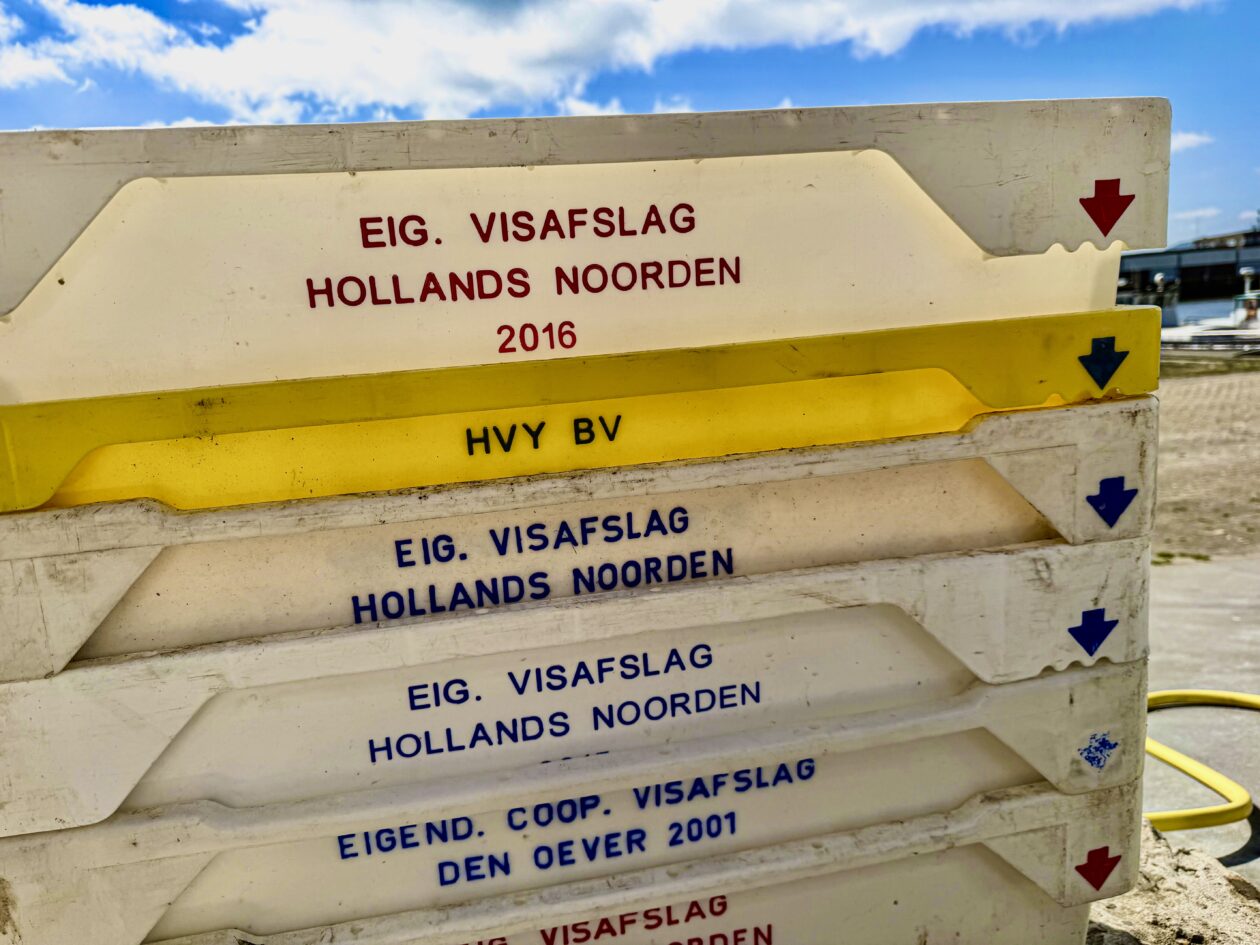 EIG. VISAFSLAG
HOLLANDS NOORDEN
2016
HVY BV
EIG. VISAFSLAG
HOLLANDS NOORDEN
EIG. VISAFSLAG
HOLLANDS NOORDEN
EIGEND. COOP. VISAFSLAG
DEN OEVER 2001
VISAFSLAG